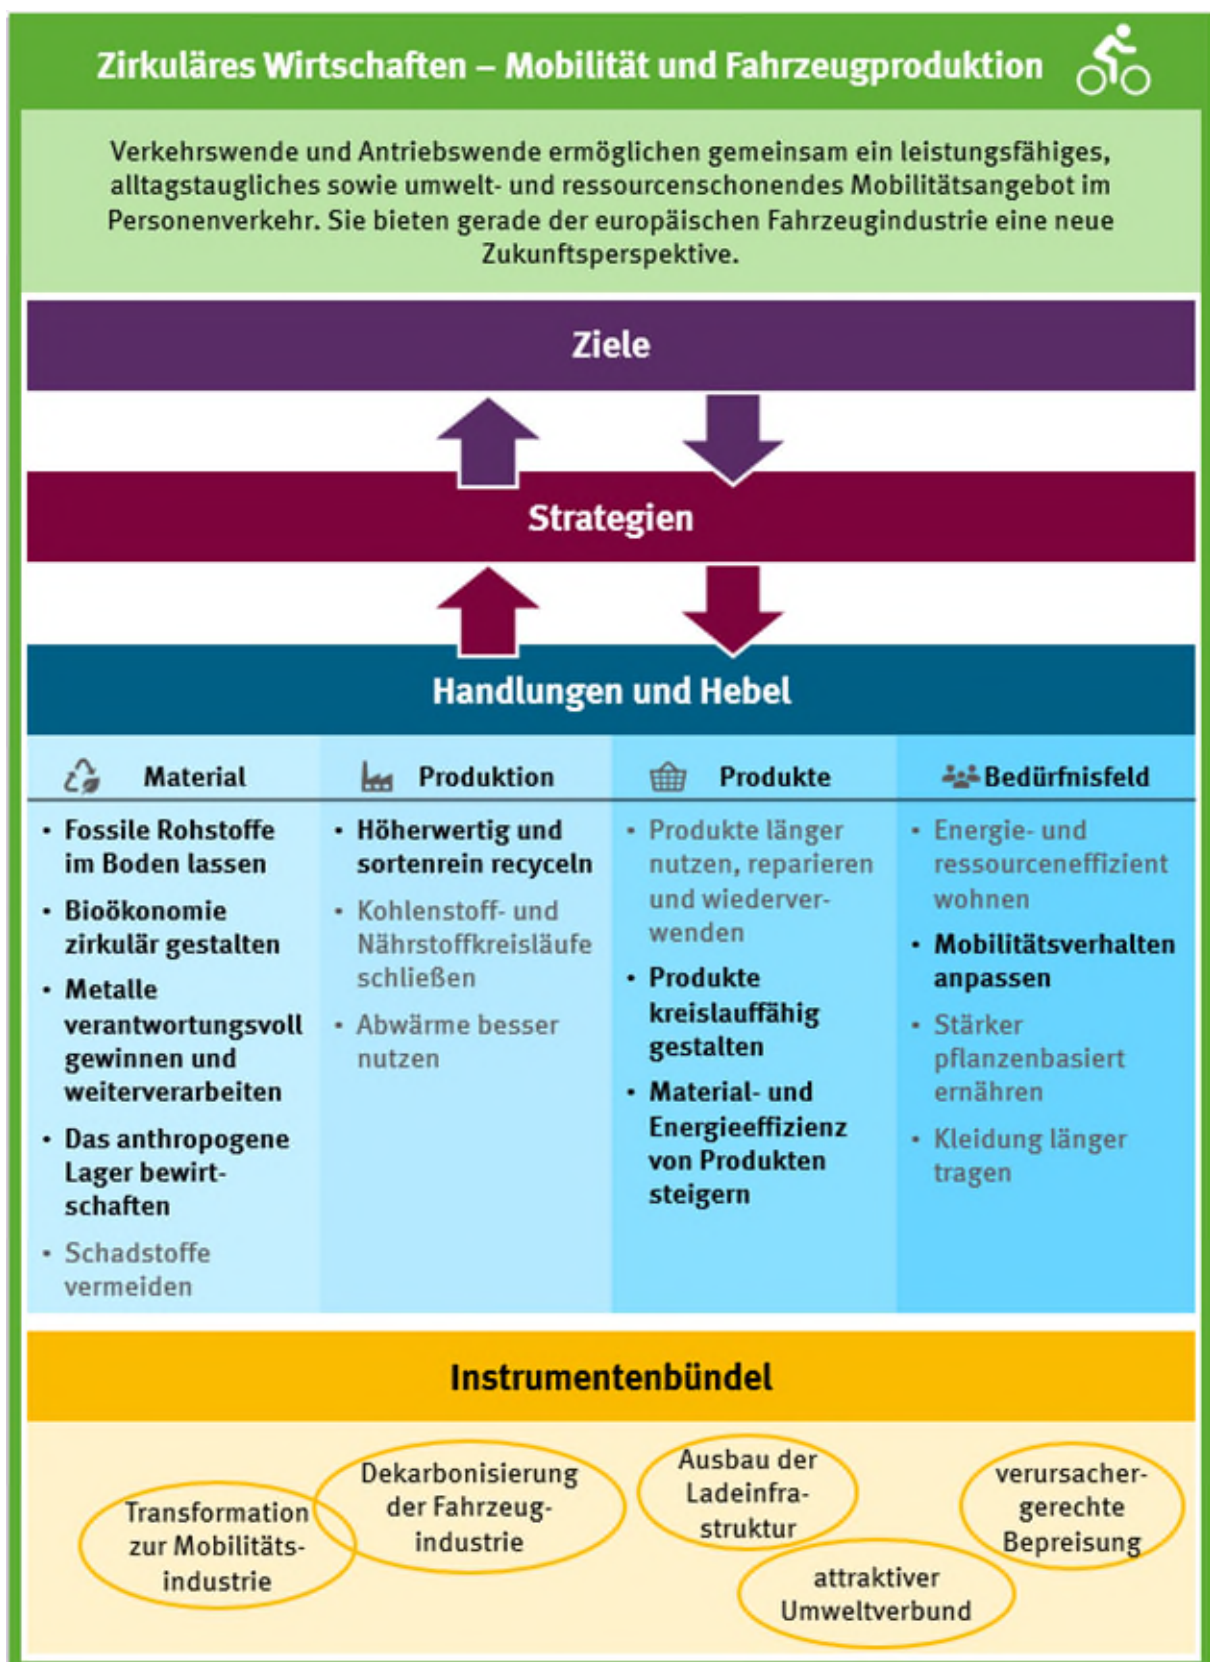 Zirkuläres Wirtschaften – Mobilität und Fahrzeugproduktion
Verkehrswende und Antriebswende ermöglichen gemeinsam ein leistungsfähiges,
alltagstaugliches sowie umwelt- und ressourcenschonendes Mobilitätsangebot im
Personenverkehr. Sie bieten gerade der europäischen Fahrzeugindustrie eine neue
Zukunftsperspektive.
Ziele
Strategien
Handlungen und Hebel
Material
• Fossile Rohstoffe
im Boden lassen
• Bioökonomie
zirkulär gestalten
• Metalle
verantwortungsvoll
gewinnen und
weiterverarbeiten
• Das anthropogene
Lager bewirt-
schaften
• Schadstoffe
vermeiden
Produktion
• Höherwertig und
sortenrein recyceln
• Kohlenstoff- und
Nährstoffkreisläufe
schließen
• Abwärme besser
nutzen
Produkte
• Produkte länger
nutzen, reparieren
und wiederver-
wenden
• Produkte
kreislauffähig
gestalten
• Material- und
Energieeffizienz
von Produkten
steigern
Bedürfnisfeld
• Energie- und
ressourceneffizient
wohnen
• Mobilitätsverhalten
anpassen
• Stärker
pflanzenbasiert
ernähren
• Kleidung länger
tragen
Instrumentenbündel
Transformation
zur Mobilitäts-
industrie
Dekarbonisierung
der Fahrzeug-
industrie
Ausbau der
Ladeinfra-
struktur
attraktiver
Umweltverbund
verursacher-
gerechte
Bepreisung